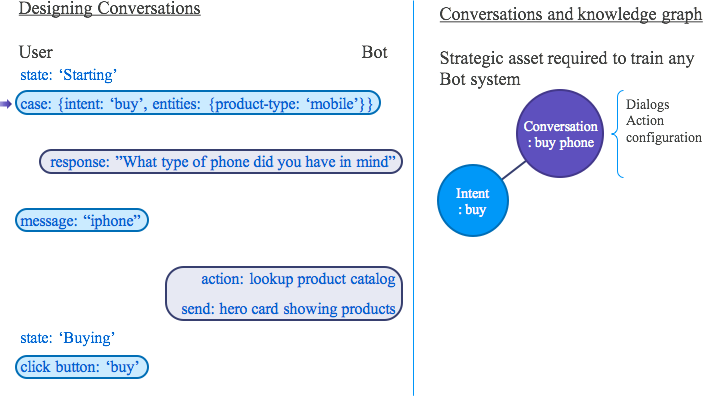 Designing Conversations
User
Bot
state: ‘Starting’
case: {intent: ‘buy’, entities: {product-type: ‘mobile’}}
response: ”What type of phone did you have in mind”
message: “iphone”
action: lookup product catalog
send: hero card showing products
state: ‘Buying’
click button: ‘buy’
Conversations and knowledge graph
Strategic asset required to train any
Bot system
Conversation
: buy phone
Dialogs
Action
configuration
Intent
: buy